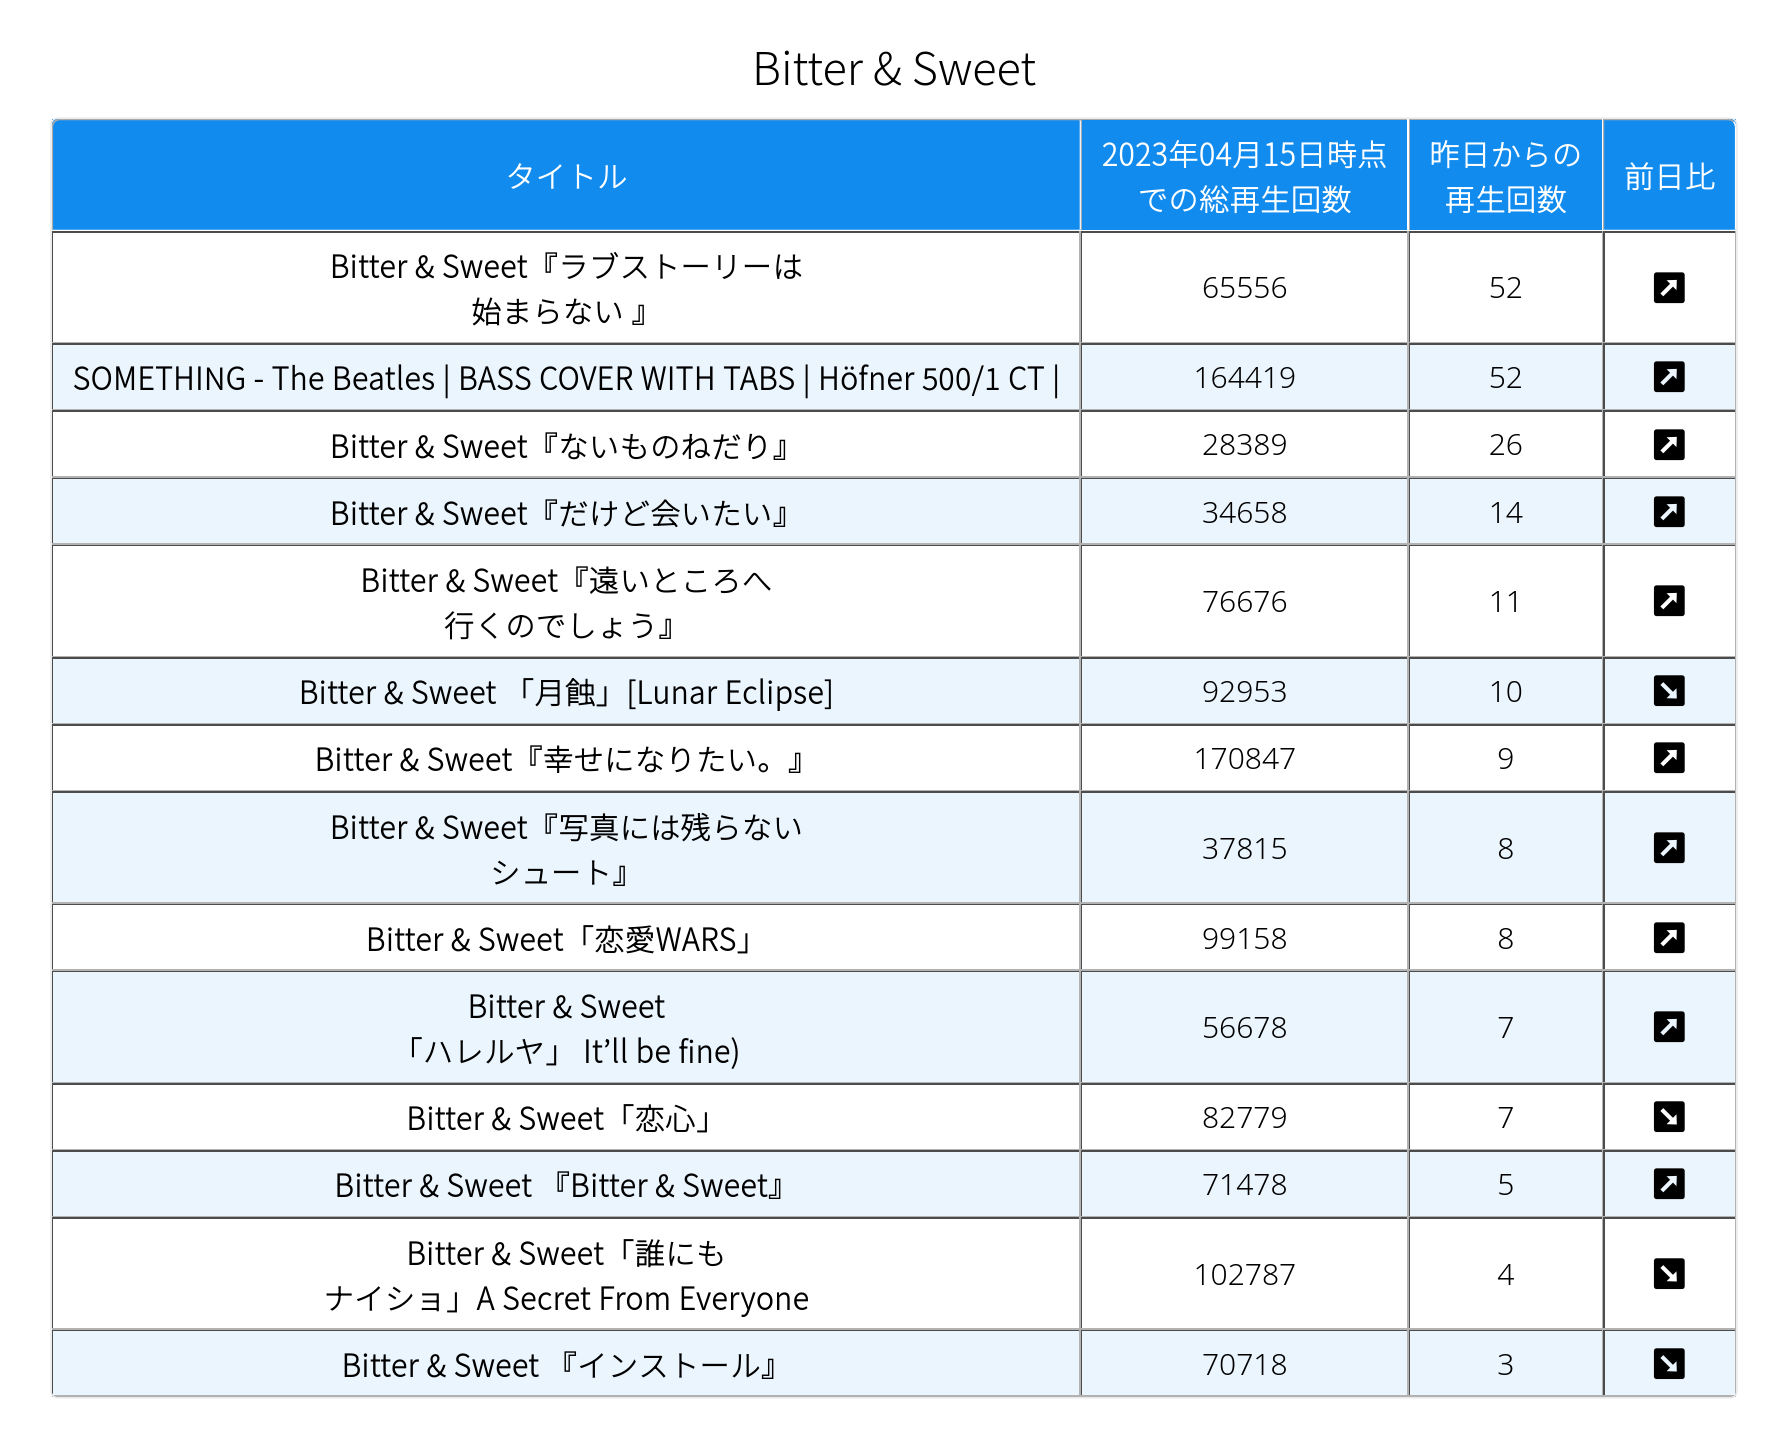 Bitter & Sweet
タイトル
2023年04月15日時点
での総再生回数
昨日からの
再生回数
前日比
Bitter & Sweet『ラブストーリーは
始まらない 』
65556
52
SOMETHING - The Beatles | BASS COVER WITH TABS | Höfner 500/1 CT |
164419
52
Bitter & Sweet『ないものねだり』
28389
26
Bitter & Sweet『だけど会いたい』
34658
14
Bitter & Sweet『遠いところへ
行くのでしょう』
76676
11
Bitter & Sweet 「月蝕」[Lunar Eclipse]
92953
10
Bitter & Sweet『幸せになりたい。』
170847
9
Bitter & Sweet『写真には残らない
シュート』
37815
8
Bitter & Sweet「恋愛WARS」
99158
8
Bitter & Sweet
「ハレルヤ」 It’ll be fine)
56678
7
Bitter & Sweet「恋心」
82779
7
Bitter & Sweet 『Bitter & Sweet』
71478
5
Bitter & Sweet「誰にも
ナイショ」A Secret From Everyone
102787
4
Bitter & Sweet 『インストール』
70718
3